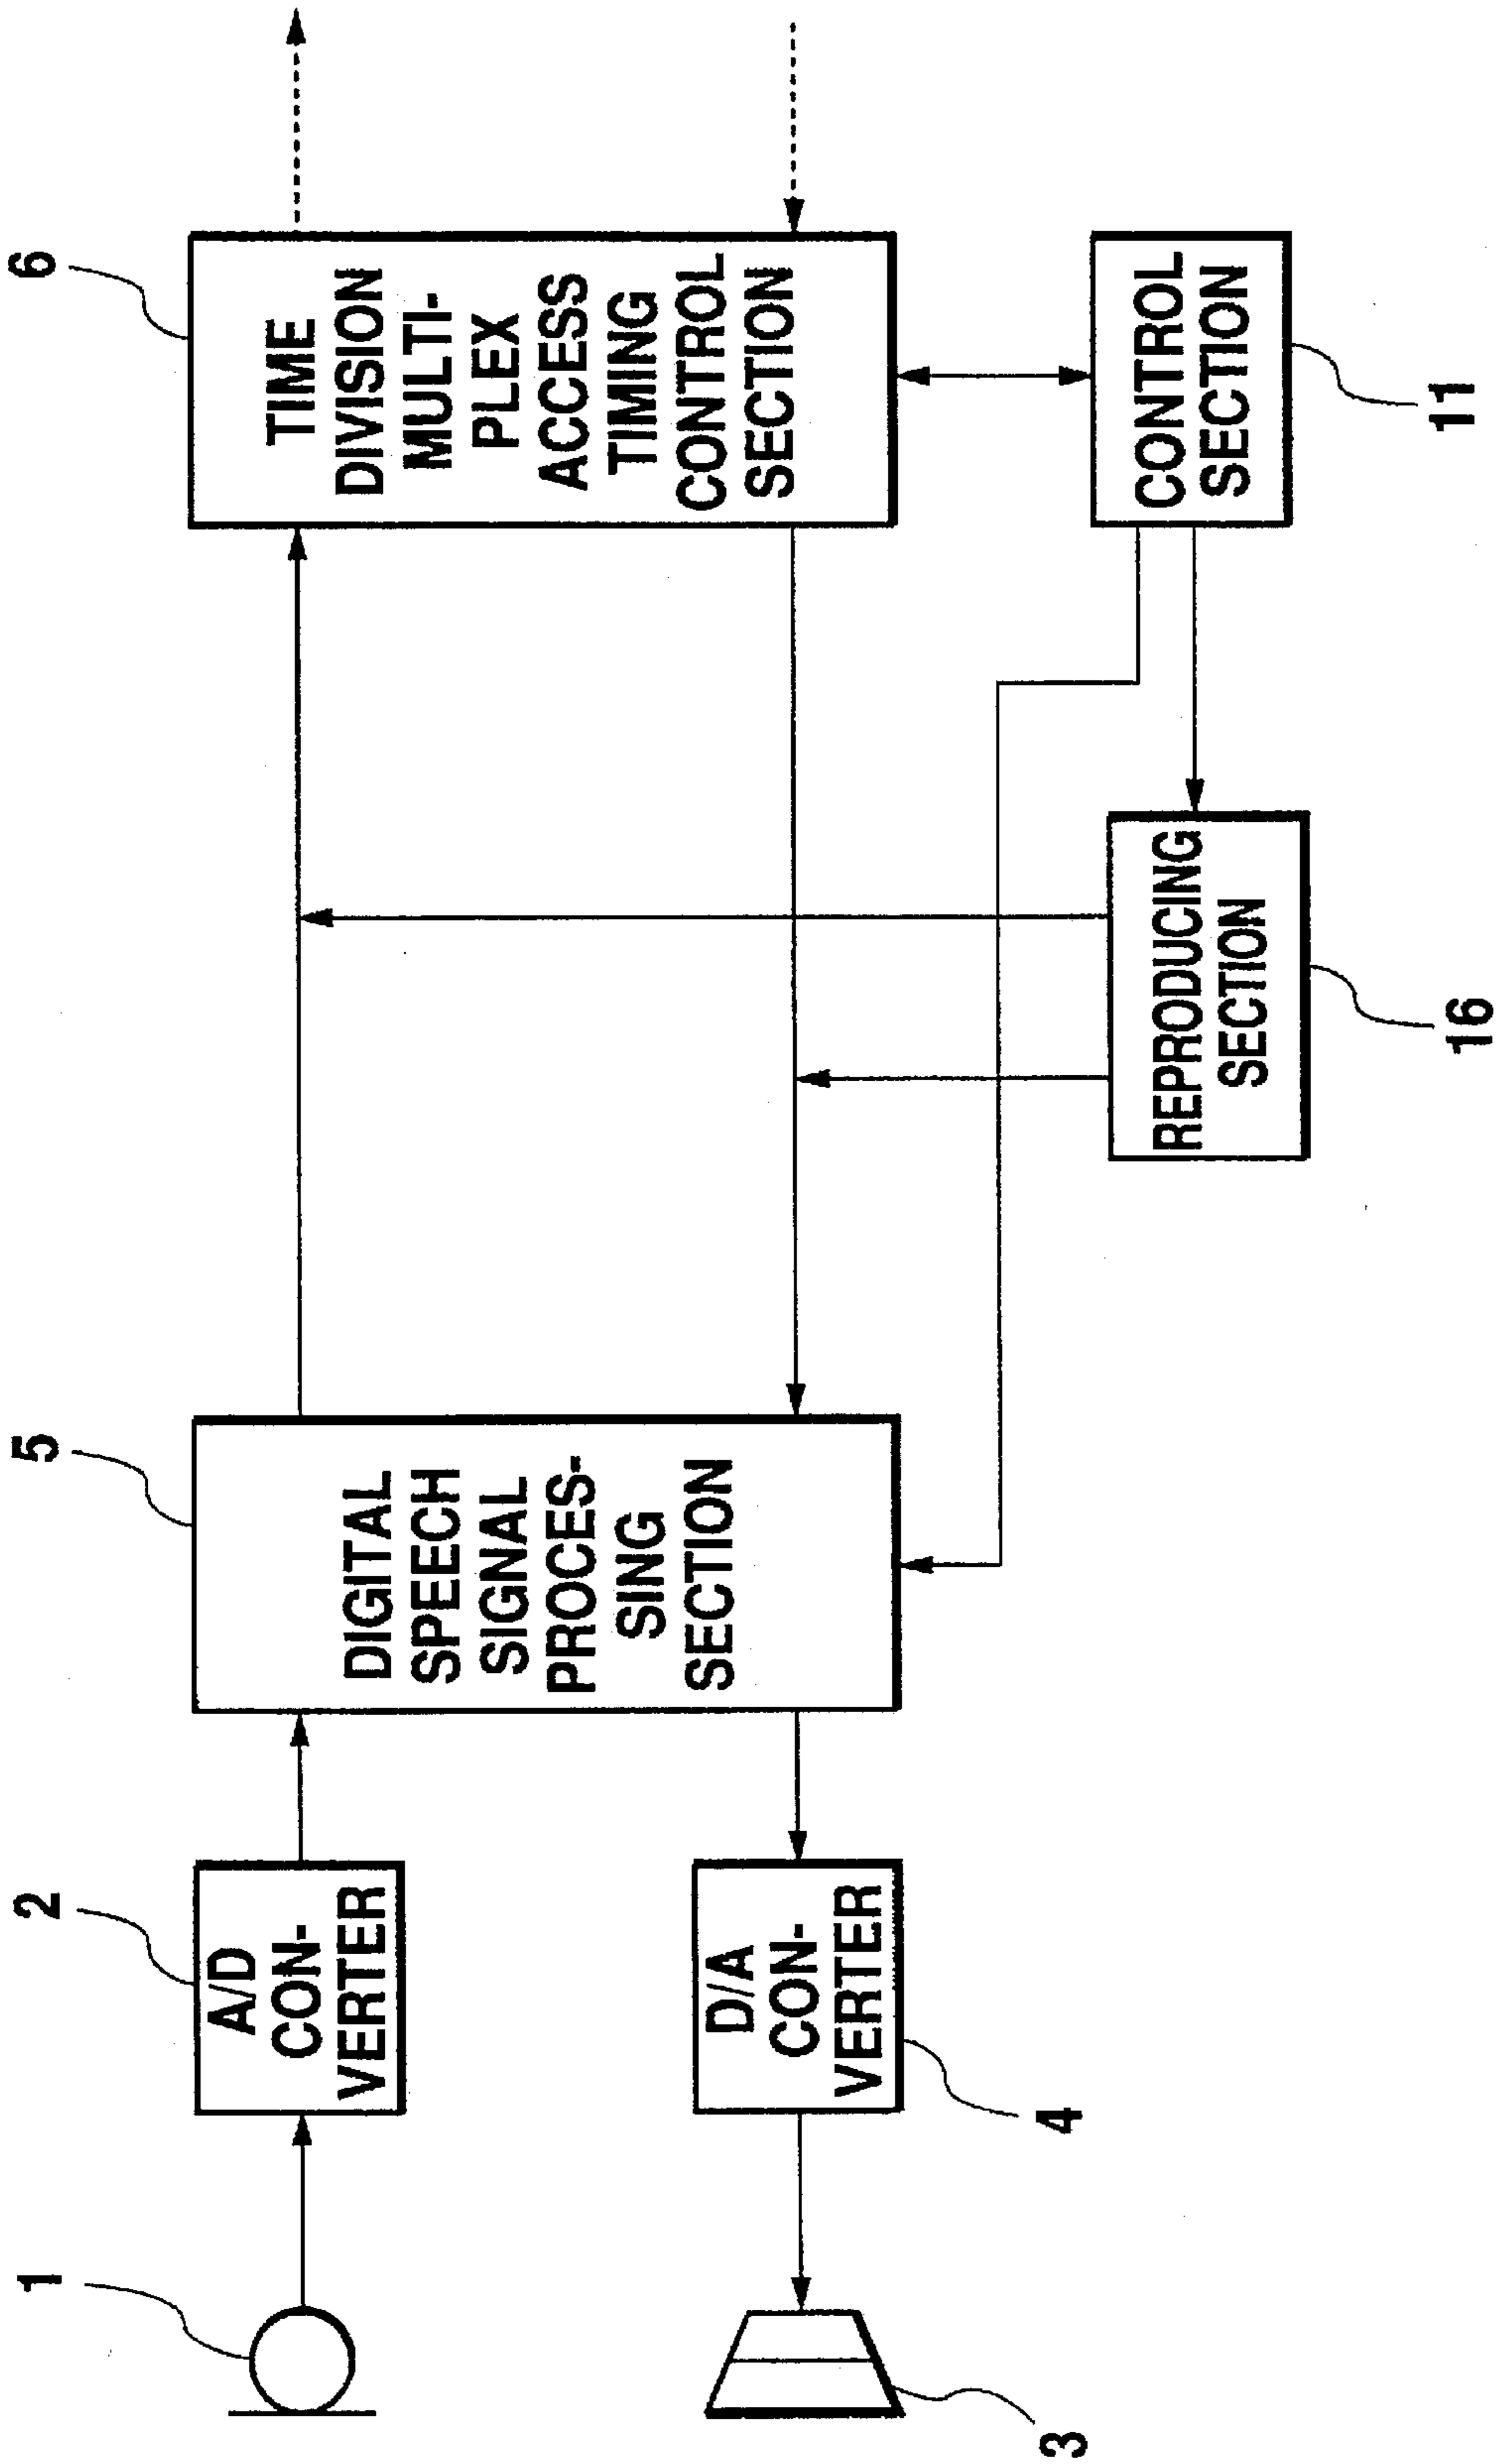 1
2
A/D
CON-
VERTER
5
DIGITAL
SPEECH
SIGNAL
PROCES-
SING
SECTION
6
TIME
DIVISION
MULTI-
PLEX
ACCESS
TIMING
CONTROL
SECTION
3
D/A
CON-
VERTER
4
REPRODUCING
SECTION
16
CONTROL
SECTION
11